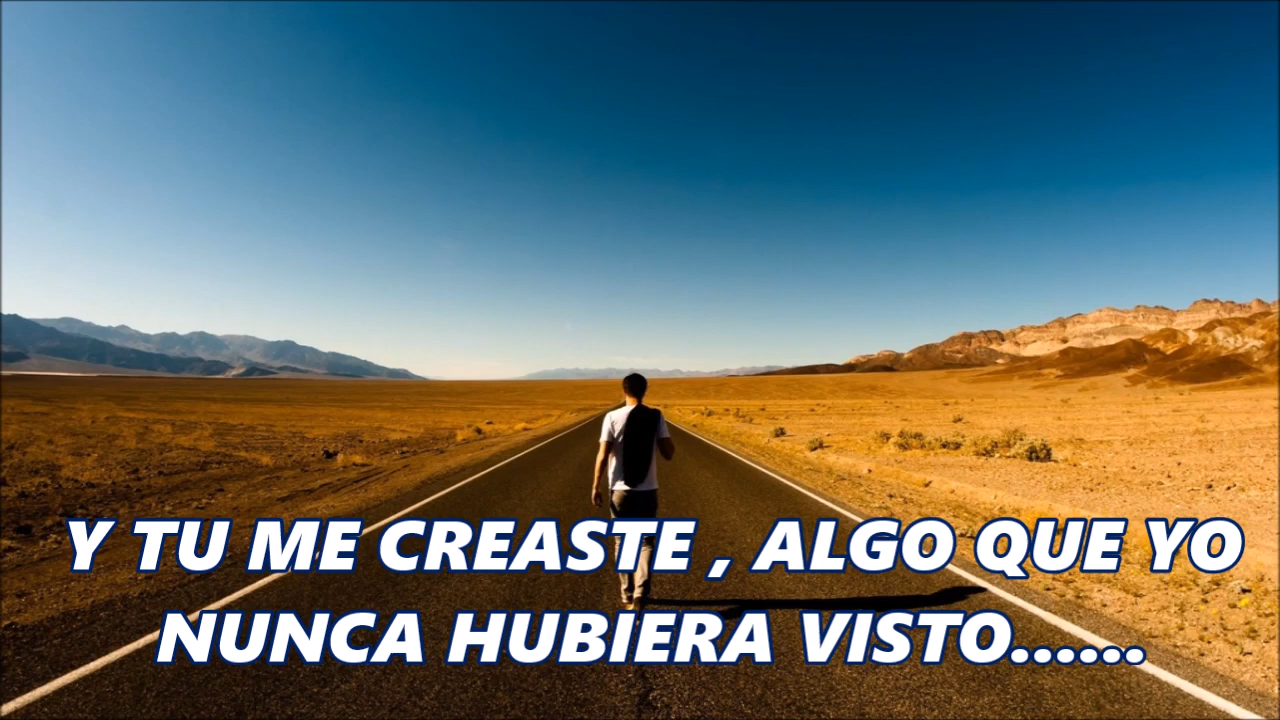 Y TU ME CREASTE , ALGO QUE YO
NUNCA HUBIERA VISTO......